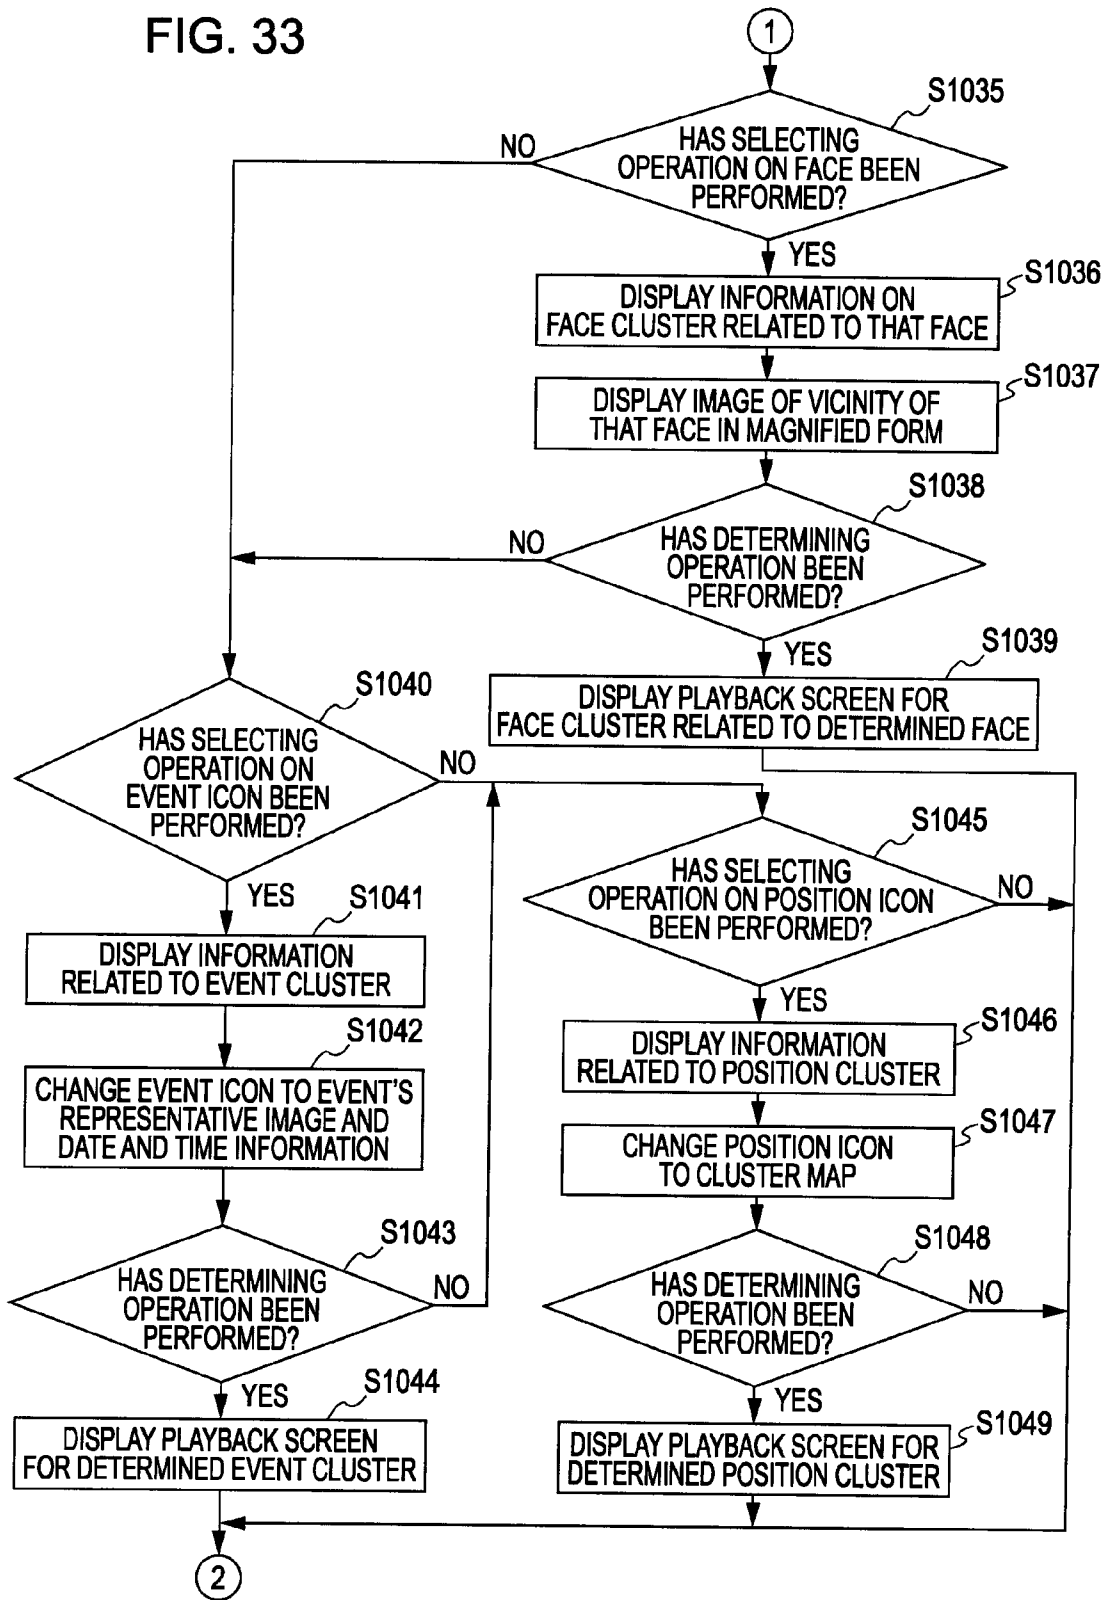 FIG. 33
1
S1035
HAS SELECTING
OPERATION ON FACE BEEN
PERFORMED?
NO
YES
S1036
DISPLAY INFORMATION ON
FACE CLUSTER RELATED TO THAT FACE
S1037
DISPLAY IMAGE OF VICINITY OF
THAT FACE IN MAGNIFIED FORM
S1038
HAS DETERMINING
OPERATION BEEN
PERFORMED?
NO
YES
S1039
DISPLAY PLAYBACK SCREEN FOR
FACE CLUSTER RELATED TO DETERMINED FACE
S1040
HAS SELECTING
OPERATION ON
EVENT ICON BEEN
PERFORMED?
NO
YES
S1041
DISPLAY INFORMATION
RELATED TO EVENT CLUSTER
S1042
CHANGE EVENT ICON TO EVENT'S
REPRESENTATIVE IMAGE AND
DATE AND TIME INFORMATION
S1043
HAS DETERMINING
OPERATION BEEN
PERFORMED?
NO
YES
S1044
DISPLAY PLAYBACK SCREEN
FOR DETERMINED EVENT CLUSTER
S1045
HAS SELECTING
OPERATION ON POSITION ICON
BEEN PERFORMED?
NO
YES
S1046
DISPLAY INFORMATION
RELATED TO POSITION CLUSTER
S1047
CHANGE POSITION ICON
TO CLUSTER MAP
S1048
HAS DETERMINING
OPERATION BEEN
PERFORMED?
NO
YES
S1049
DISPLAY PLAYBACK SCREEN FOR
DETERMINED POSITION CLUSTER
2